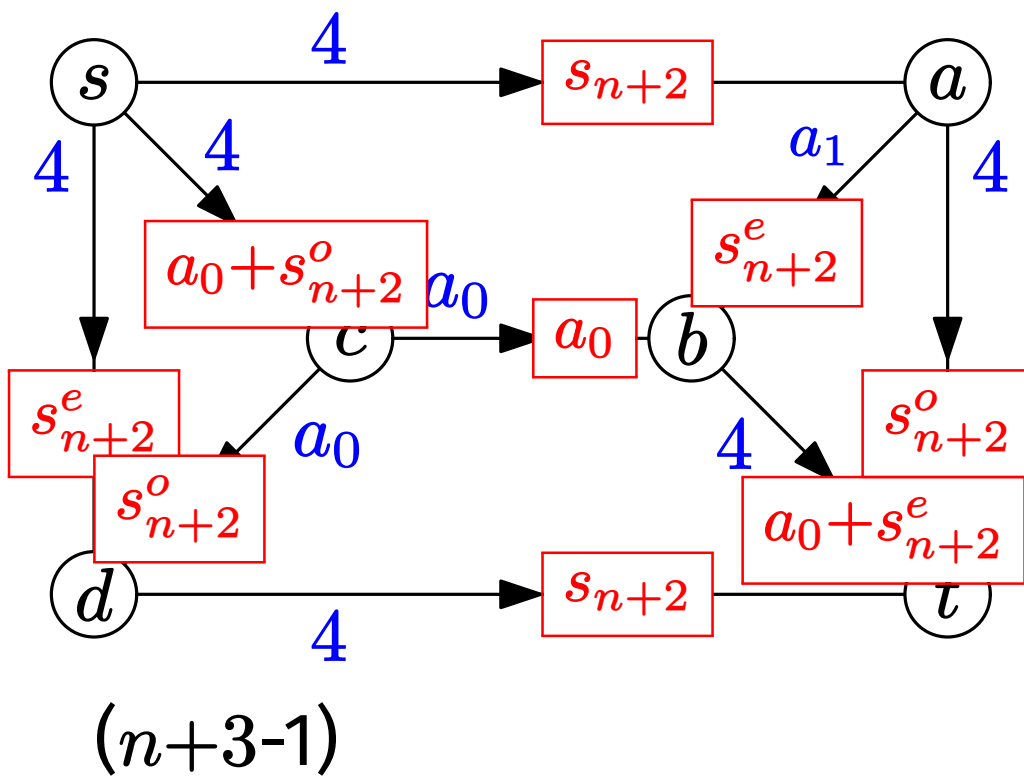 4
s s_{n+2} a
4 4 a_1 4
a_0+s^o_{n+2} s^e_{n+2}
a_0
c a_0 b
s^e_{n+2} a_0 4 s^o_{n+2}
s^o_{n+2} a_0+s^e_{n+2}
d s_{n+2} t
4
(n+3-1)